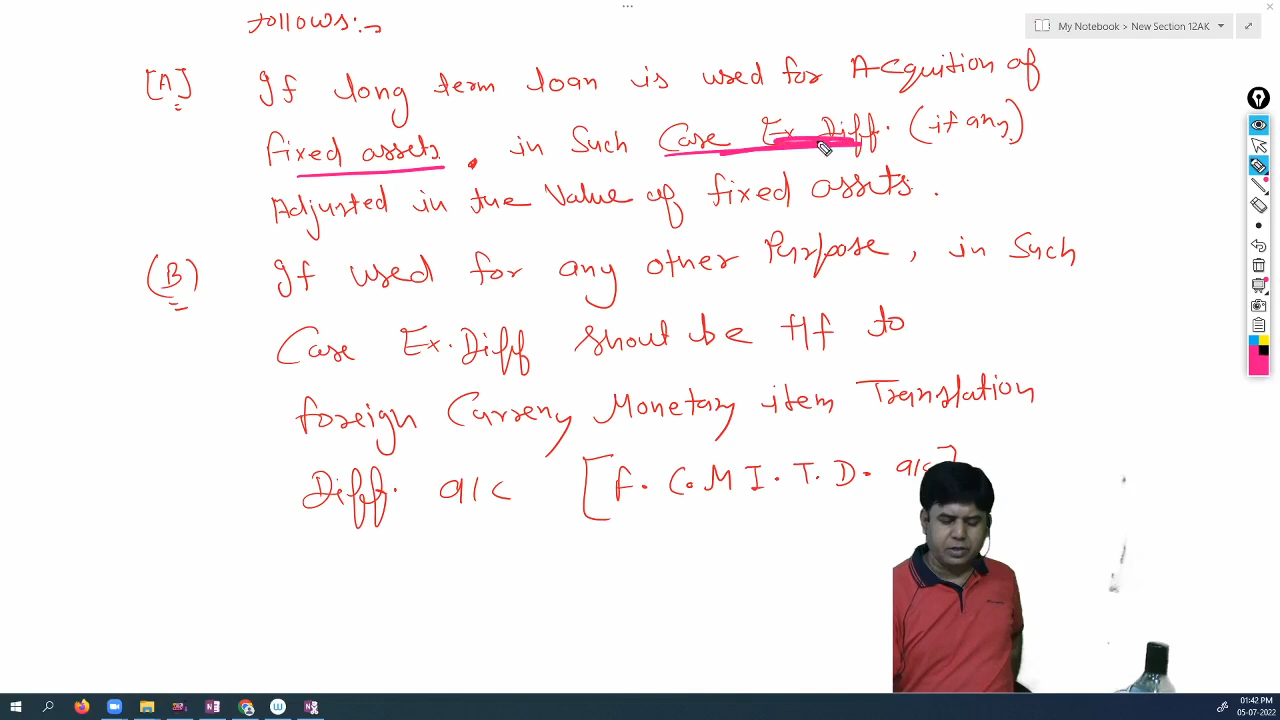 follows:-
My Notebook > New Section 12AK
[A] If long term loan is used for Acquition of
fixed assets, in Such Case Ex Diff. (if any)
Adjusted in the Value of fixed assets.
(B) If used for any other Purpose, in Such
Case Ex. Diff shout be t/f to
foreign Curreny Monetary item Translation
Diff. a/c [F. C. M I. T. D. a/c]
01:42 PM
05-07-2022